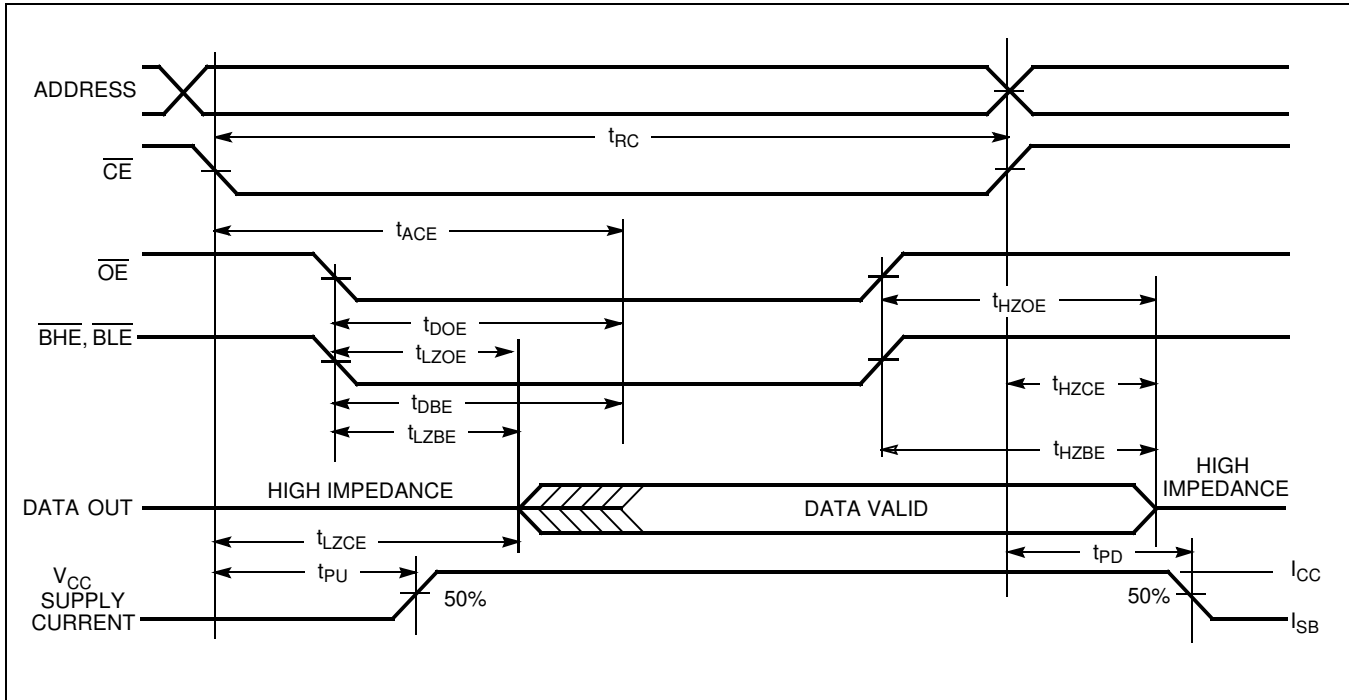 ADDRESS
tRC
CE
tACE
OE
tHZOE
tDOE
BHE, BLE
tLZOE
tHZCE
tDBE
tLZBE
tHZBE
HIGH IMPEDANCE
HIGH
IMPEDANCE
DATA OUT
DATA VALID
tLZCE
tPD
VCC
SUPPLY
CURRENT
tPU
50%
50%
ICC
ISB